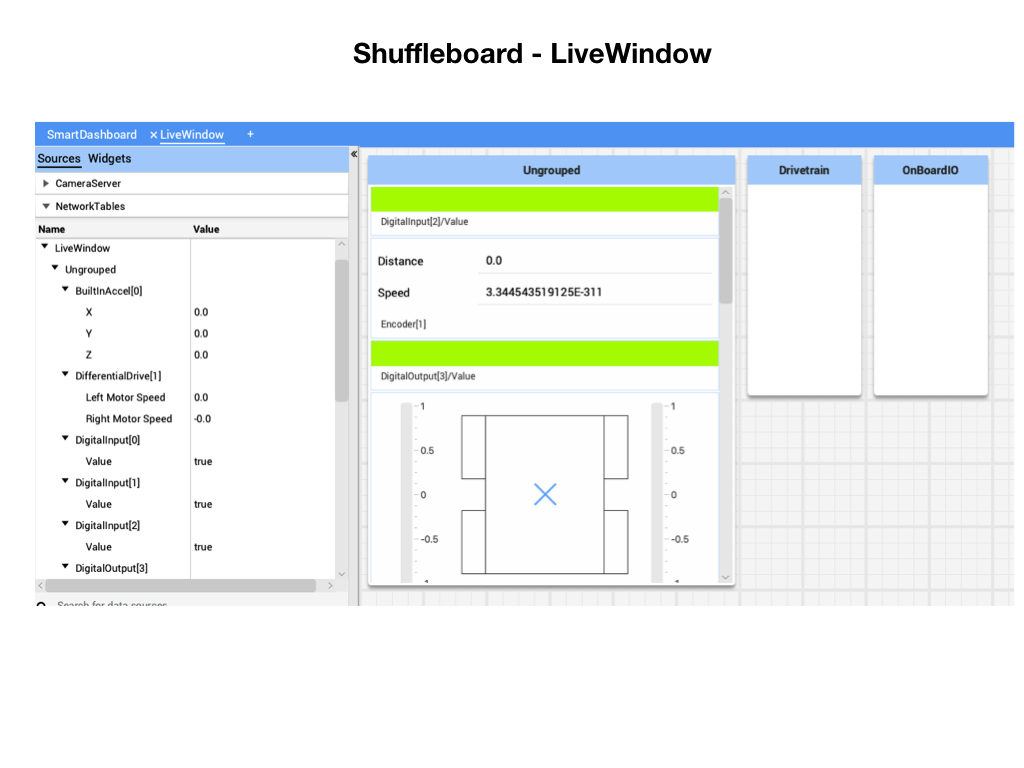 Shuffleboard - LiveWindow
SmartDashboard × LiveWindow +
Sources Widgets
CameraServer
NetworkTables
Name Value
LiveWindow
Ungrouped
BuiltInAccel[0]
X 0.0
Y 0.0
Z 0.0
DifferentialDrive[1]
Left Motor Speed 0.0
Right Motor Speed -0.0
DigitalInput[0]
Value true
DigitalInput[1]
Value true
DigitalInput[2]
Value true
DigitalOutput[3]
Search for data sources
Ungrouped
DigitalInput[2]/Value
Distance 0.0
Speed 3.344543519125E-311
Encoder[1]
DigitalOutput[3]/Value
1 1
0.5 0.5
0 0
-0.5 -0.5
Drivetrain
OnBoardIO